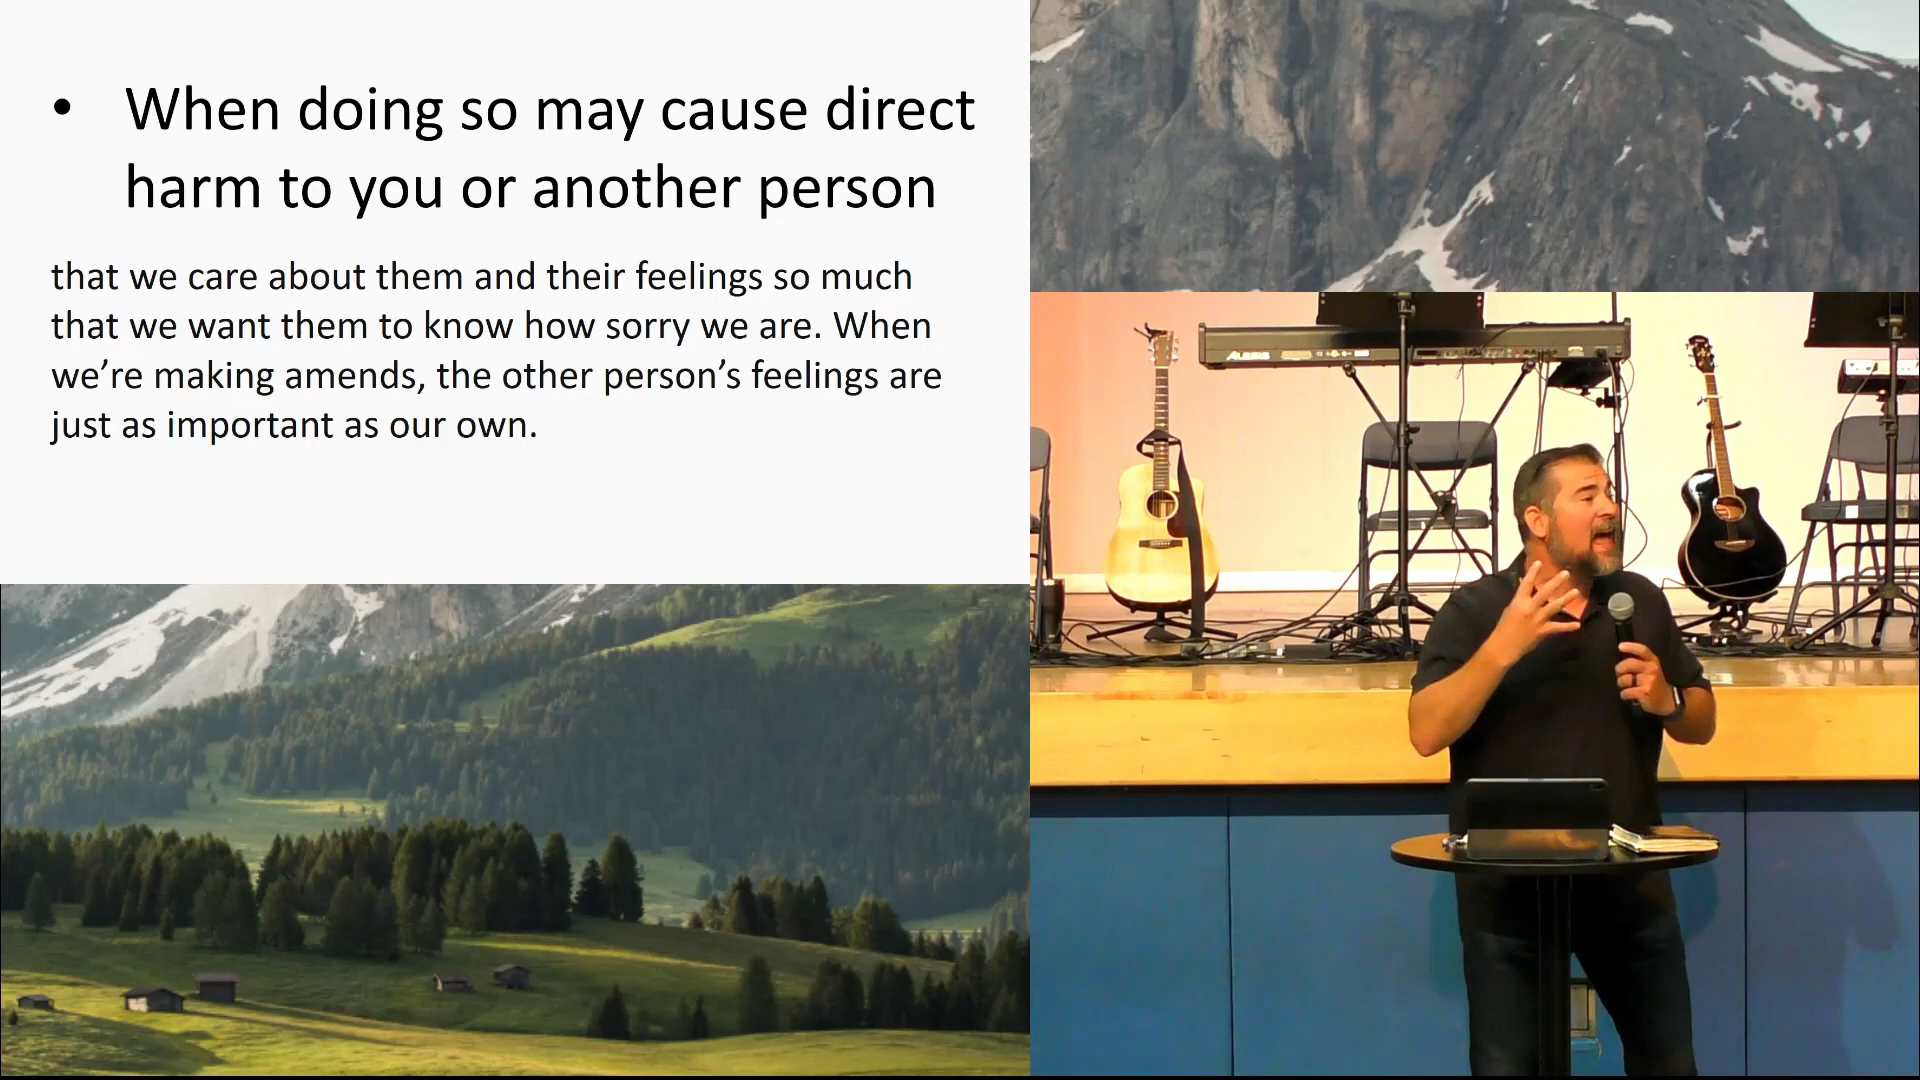 • When doing so may cause direct
harm to you or another person
that we care about them and their feelings so much
that we want them to know how sorry we are. When
we’re making amends, the other person’s feelings are
just as important as our own.
ALESIS